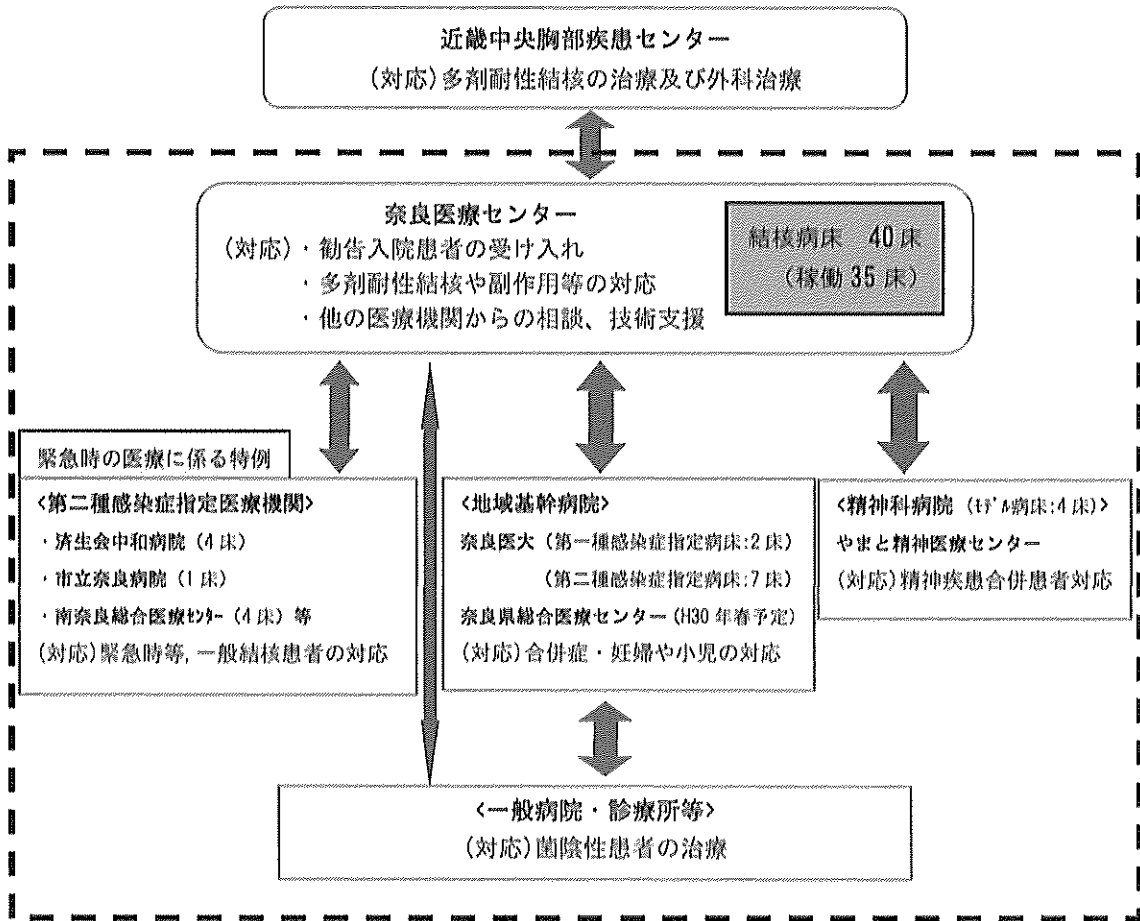 近畿中央胸部疾患センター
(対応)多剤耐性結核の治療及び外科治療
奈良医療センター
(対応)・勧告入院患者の受け入れ
・多剤耐性結核や副作用等の対応
・他の医療機関からの相談、技術支援
結核病床 40床
(稼働35床)
緊急時の医療に係る特例
<第二種感染症指定医療機関>
・済生会中和病院(4床)
・市立奈良病院(1床)
・南奈良総合医療センター(4床)等
(対応)緊急時等,一般結核患者の対応
<地域基幹病院>
奈良医大(第一種感染症指定病床:2床)
(第二種感染症指定病床:7床)
奈良県総合医療センター(H30年春予定)
(対応)合併症・妊婦や小児の対応
<精神科病院(モデル病床:4床)>
やまと精神医療センター
(対応)精神疾患合併患者対応
<一般病院・診療所等>
(対応)菌陰性患者の治療